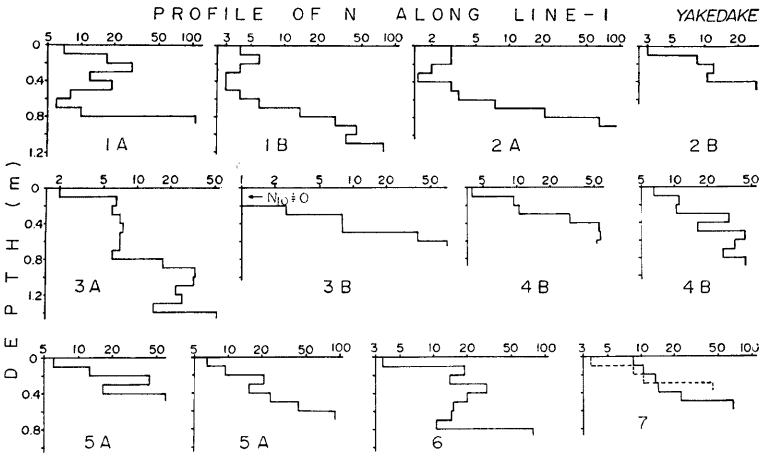 PROFILE OF N ALONG LINE-1 YAKEDAKE
5 10 20 50 100
3 5 10 20 50 100
2 5 10 20 50 100
3 5 10 20
0
0.4
0.8
1.2
1A
1B
2A
2B
DEPTH (m)
2 5 10 20 50
1 2 5 10 20 50
4 10 20 50
4 10 20 50
0
0.4
0.8
1.2
3A
3B
4B
4B
5 10 20 50
5 10 20 50 100
3 5 10 20 50 100
3 5 10 20 50 100
0
0.4
0.8
5A
5A
6
7